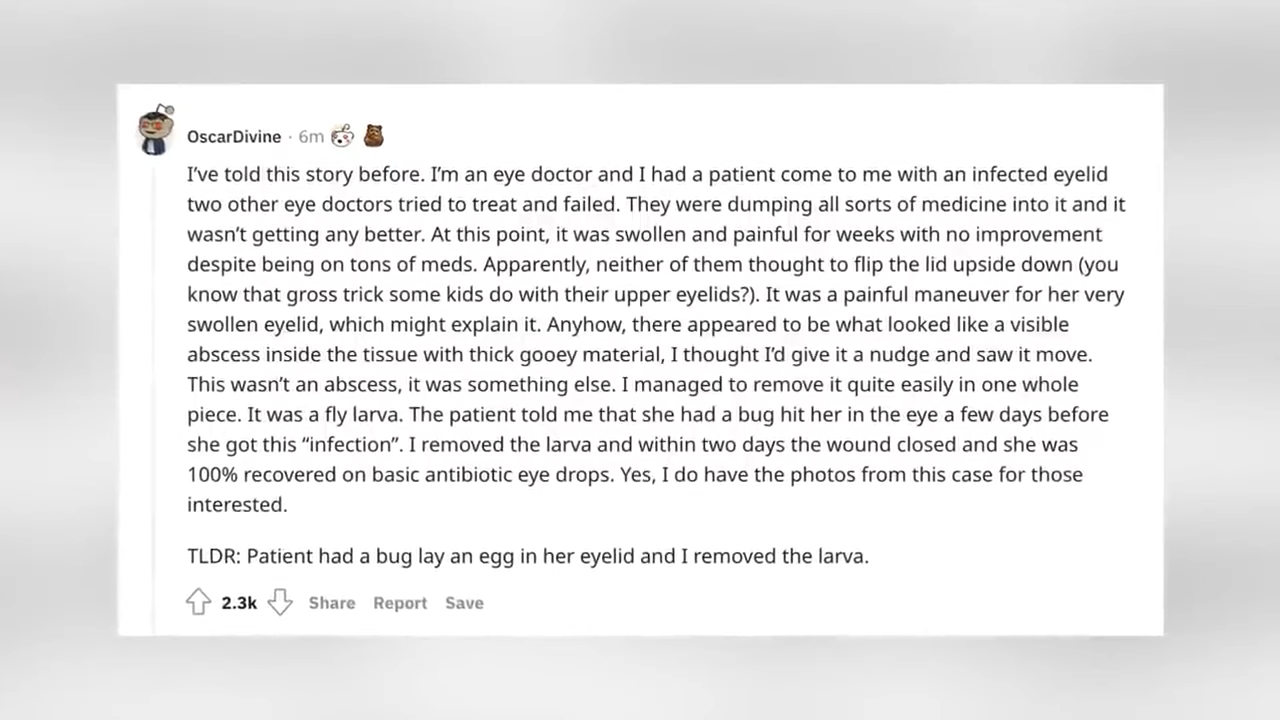 OscarDivine · 6m
I’ve told this story before. I’m an eye doctor and I had a patient come to me with an infected eyelid
two other eye doctors tried to treat and failed. They were dumping all sorts of medicine into it and it
wasn’t getting any better. At this point, it was swollen and painful for weeks with no improvement
despite being on tons of meds. Apparently, neither of them thought to flip the lid upside down (you
know that gross trick some kids do with their upper eyelids?). It was a painful maneuver for her very
swollen eyelid, which might explain it. Anyhow, there appeared to be what looked like a visible
abscess inside the tissue with thick gooey material, I thought I’d give it a nudge and saw it move.
This wasn’t an abscess, it was something else. I managed to remove it quite easily in one whole
piece. It was a fly larva. The patient told me that she had a bug hit her in the eye a few days before
she got this “infection”. I removed the larva and within two days the wound closed and she was
100% recovered on basic antibiotic eye drops. Yes, I do have the photos from this case for those
interested.
TLDR: Patient had a bug lay an egg in her eyelid and I removed the larva.
2.3k Share Report Save